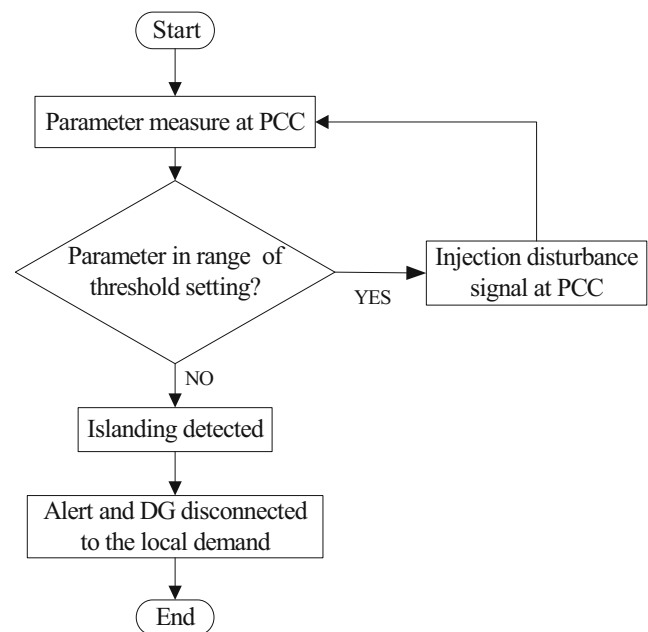 Start
Parameter measure at PCC
Parameter in range of
threshold setting?
YES
Injection disturbance
signal at PCC
NO
Islanding detected
Alert and DG disconnected
to the local demand
End